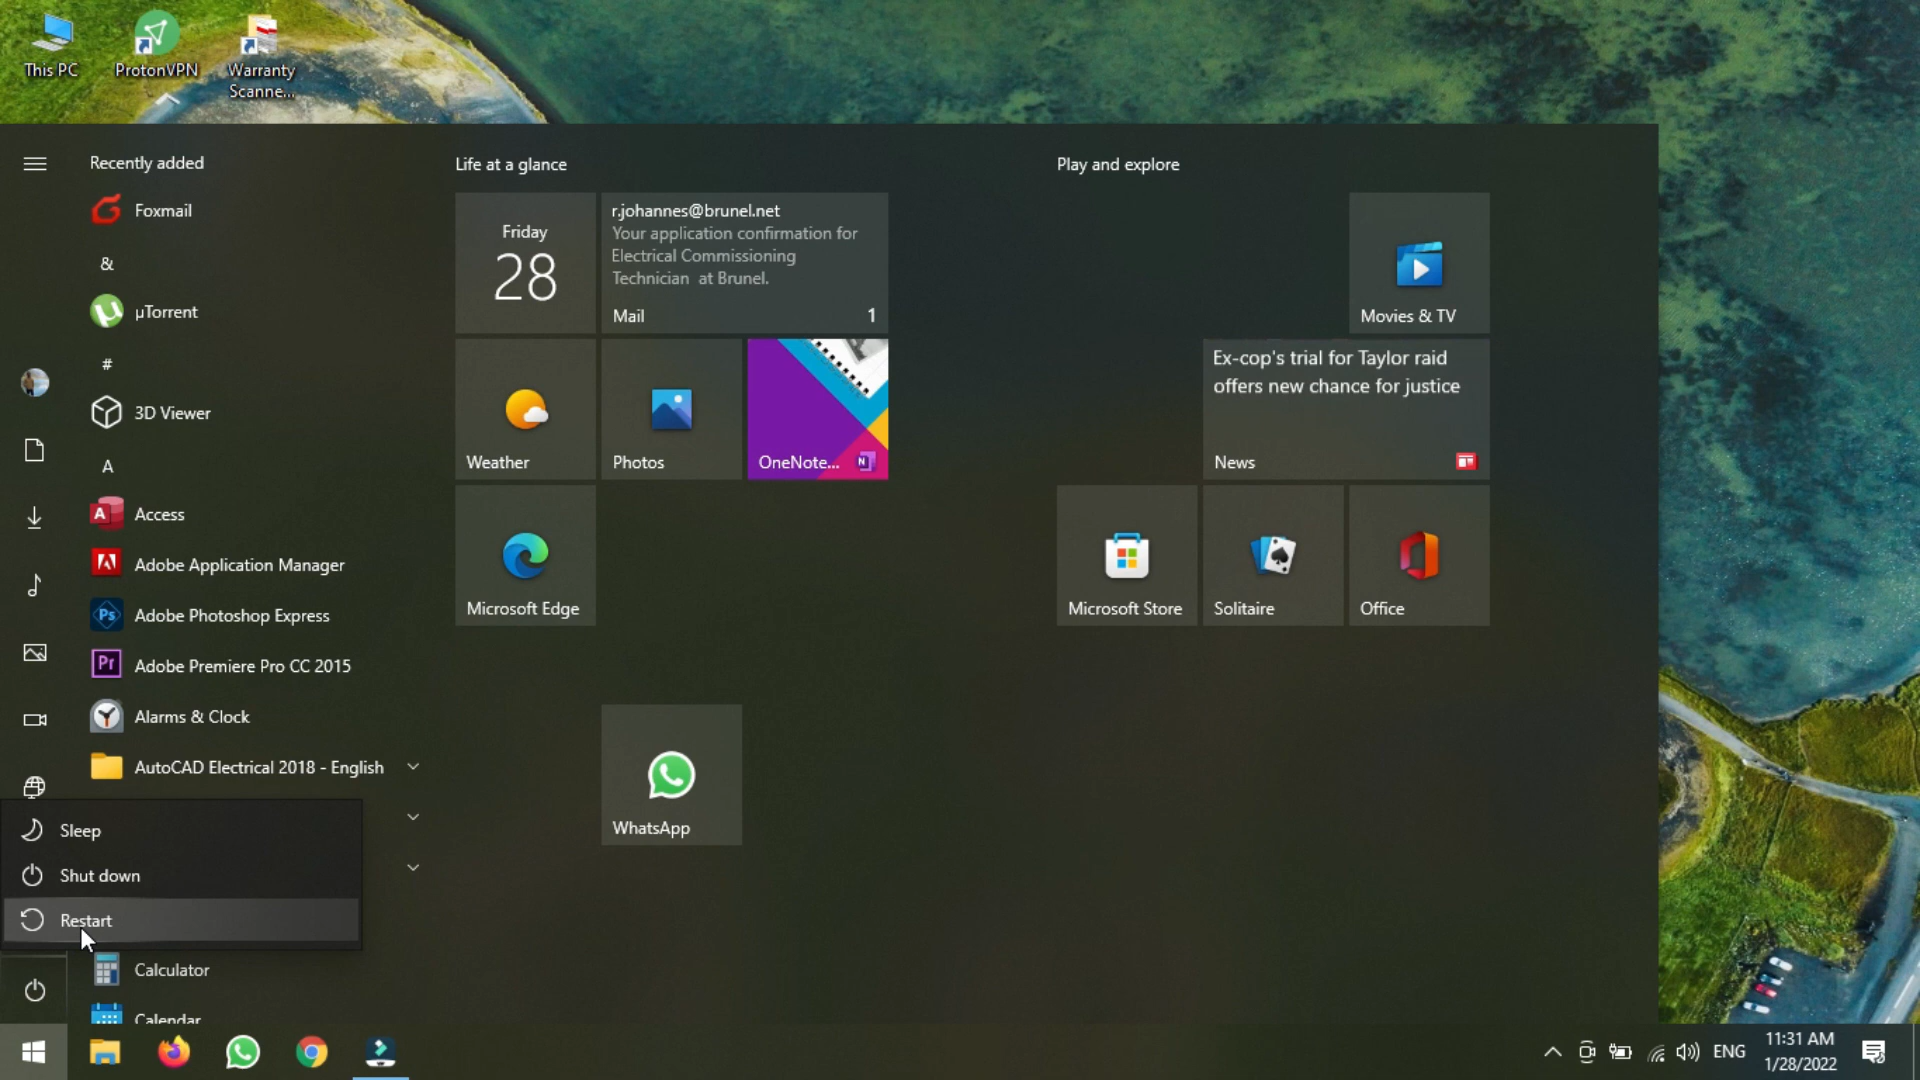 This PC
ProtonVPN
Warranty
Scanne...
Recently added
Foxmail
&
µTorrent
#
3D Viewer
A
Access
Adobe Application Manager
Ps
Adobe Photoshop Express
Pr
Adobe Premiere Pro CC 2015
Alarms & Clock
AutoCAD Electrical 2018 - English
Sleep
Shut down
Restart
Calculator
Calendar
Life at a glance
Friday
28
r.johannes@brunel.net
Your application confirmation for
Electrical Commissioning
Technician at Brunel.
Mail 1
Weather
Photos
OneNote...
Microsoft Edge
WhatsApp
Play and explore
Movies & TV
Ex-cop's trial for Taylor raid
offers new chance for justice
News
Microsoft Store
Solitaire
Office
ENG
11:31 AM
1/28/2022